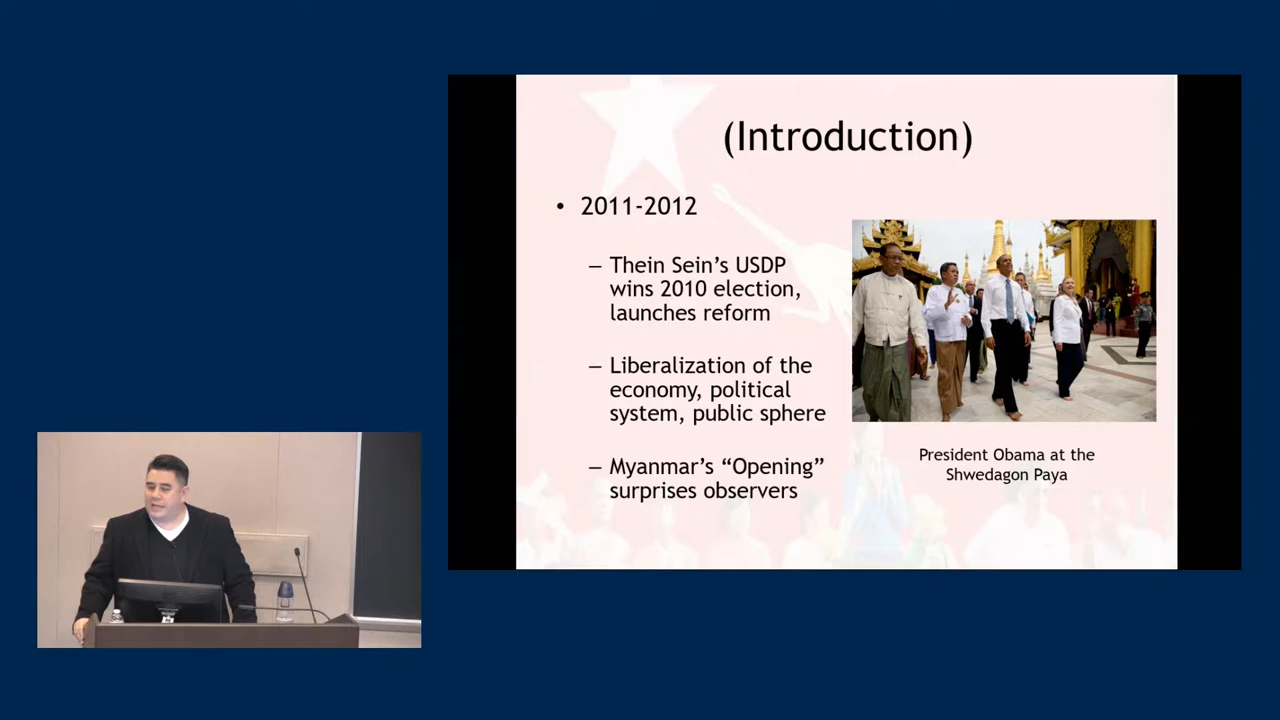 (Introduction)
• 2011-2012
– Thein Sein’s USDP
wins 2010 election,
launches reform
– Liberalization of the
economy, political
system, public sphere
– Myanmar’s “Opening”
surprises observers
President Obama at the
Shwedagon Paya